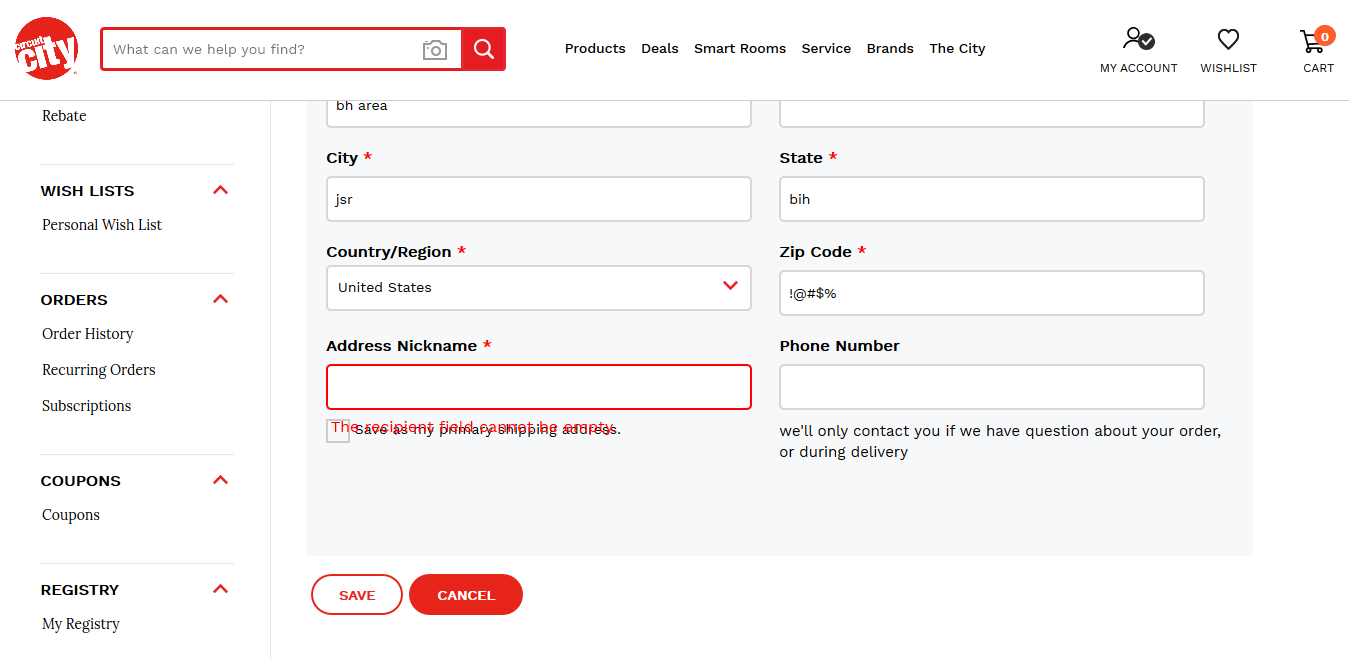 circuit
city
What can we help you find?
Products Deals Smart Rooms Service Brands The City
MY ACCOUNT
WISHLIST
0
CART
Rebate
WISH LISTS
Personal Wish List
ORDERS
Order History
Recurring Orders
Subscriptions
COUPONS
Coupons
REGISTRY
My Registry
bh area
City *
State *
jsr
bih
Country/Region *
Zip Code *
United States
!@#$%
Address Nickname *
Phone Number
The recipient field cannot be empty.
Save as my primary shipping address.
we'll only contact you if we have question about your order,
or during delivery
SAVE
CANCEL